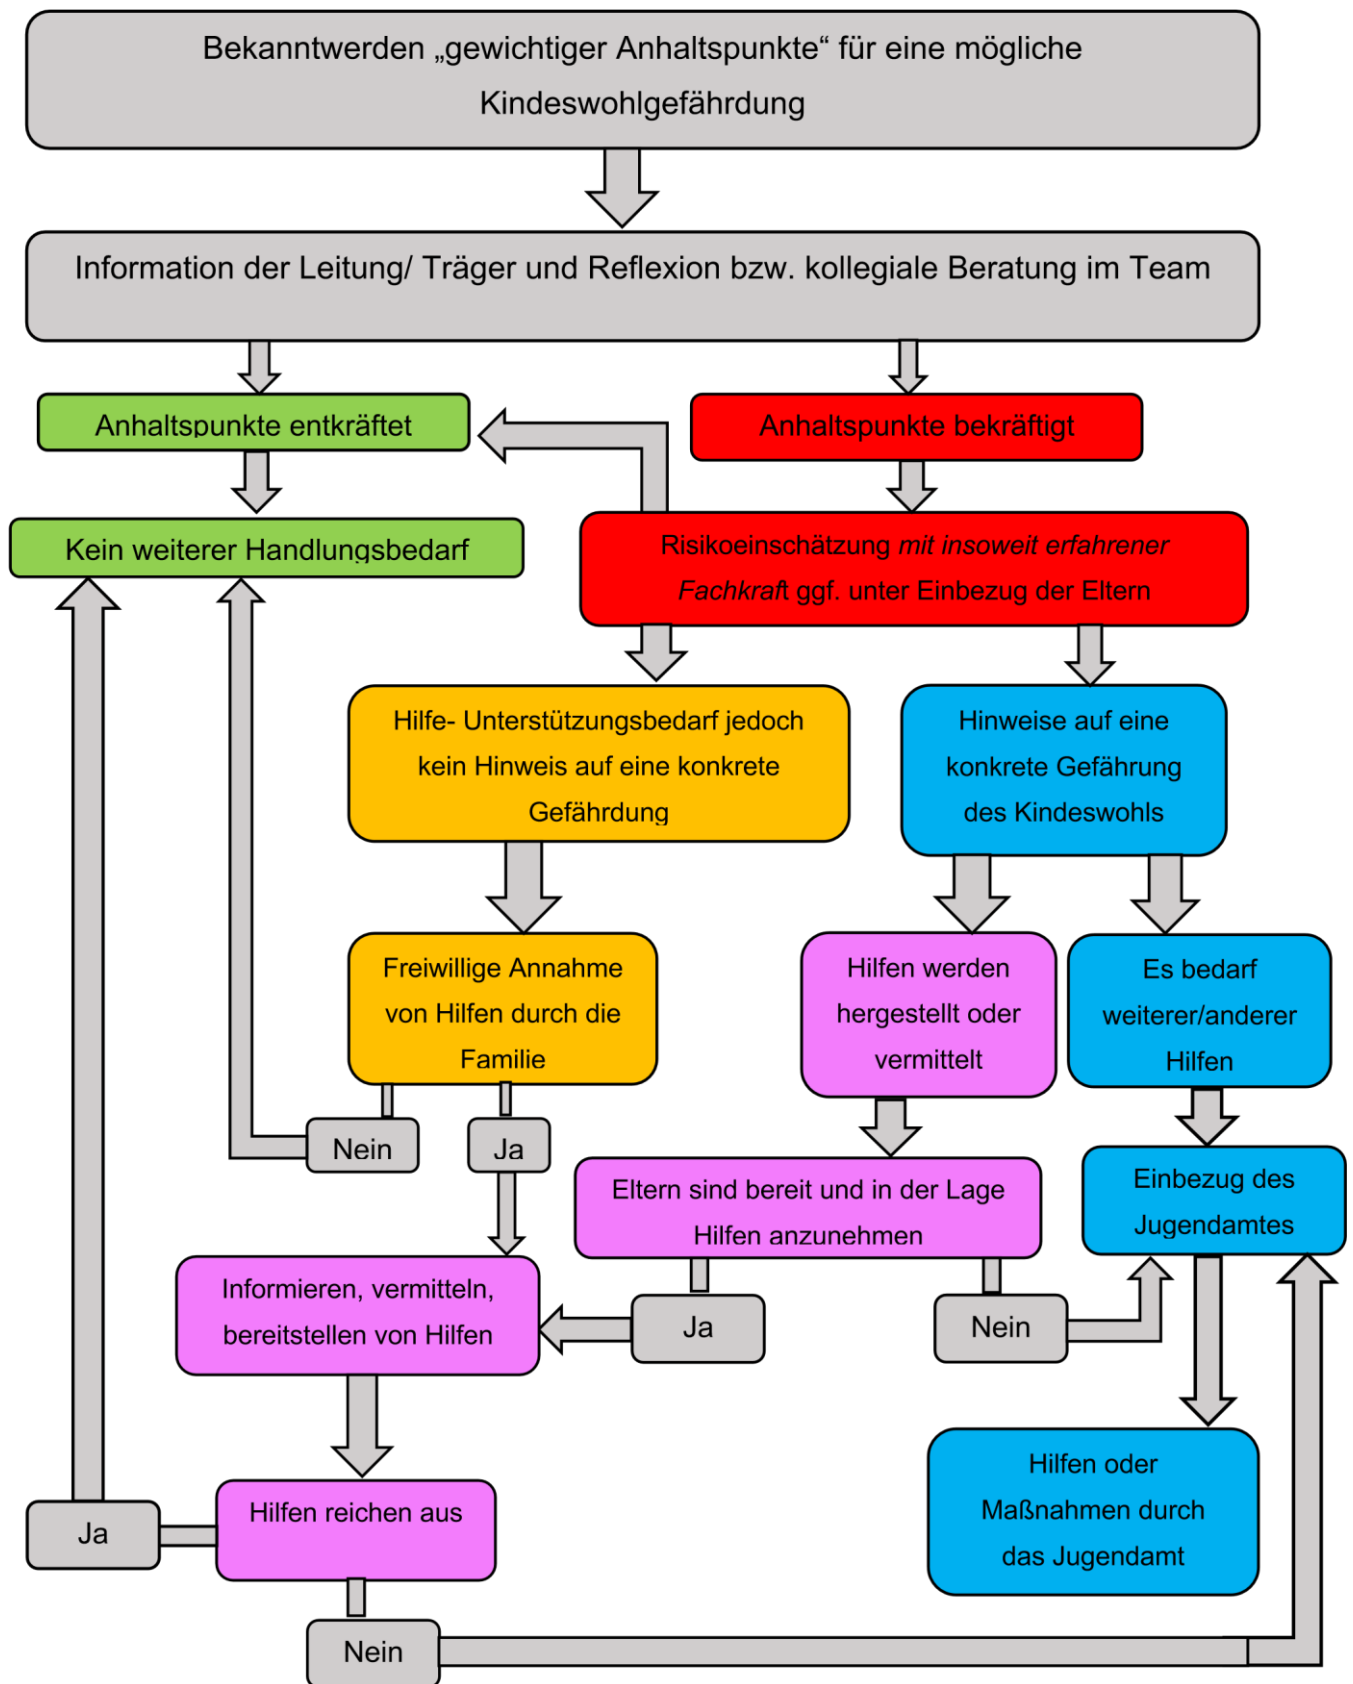 Bekanntwerden „gewichtiger Anhaltspunkte“ für eine mögliche
Kindeswohlgefährdung
Information der Leitung/ Träger und Reflexion bzw. kollegiale Beratung im Team
Anhaltspunkte entkräftet
Anhaltspunkte bekräftigt
Kein weiterer Handlungsbedarf
Risikoeinschätzung mit insoweit erfahrener
Fachkraft ggf. unter Einbezug der Eltern
Hilfe- Unterstützungsbedarf jedoch
kein Hinweis auf eine konkrete
Gefährdung
Hinweise auf eine
konkrete Gefährung
des Kindeswohls
Freiwillige Annahme
von Hilfen durch die
Familie
Hilfen werden
hergestellt oder
vermittelt
Es bedarf
weiterer/anderer
Hilfen
Nein
Ja
Eltern sind bereit und in der Lage
Hilfen anzunehmen
Einbezug des
Jugendamtes
Informieren, vermitteln,
bereitstellen von Hilfen
Ja
Nein
Hilfen reichen aus
Ja
Hilfen oder
Maßnahmen durch
das Jugendamt
Nein